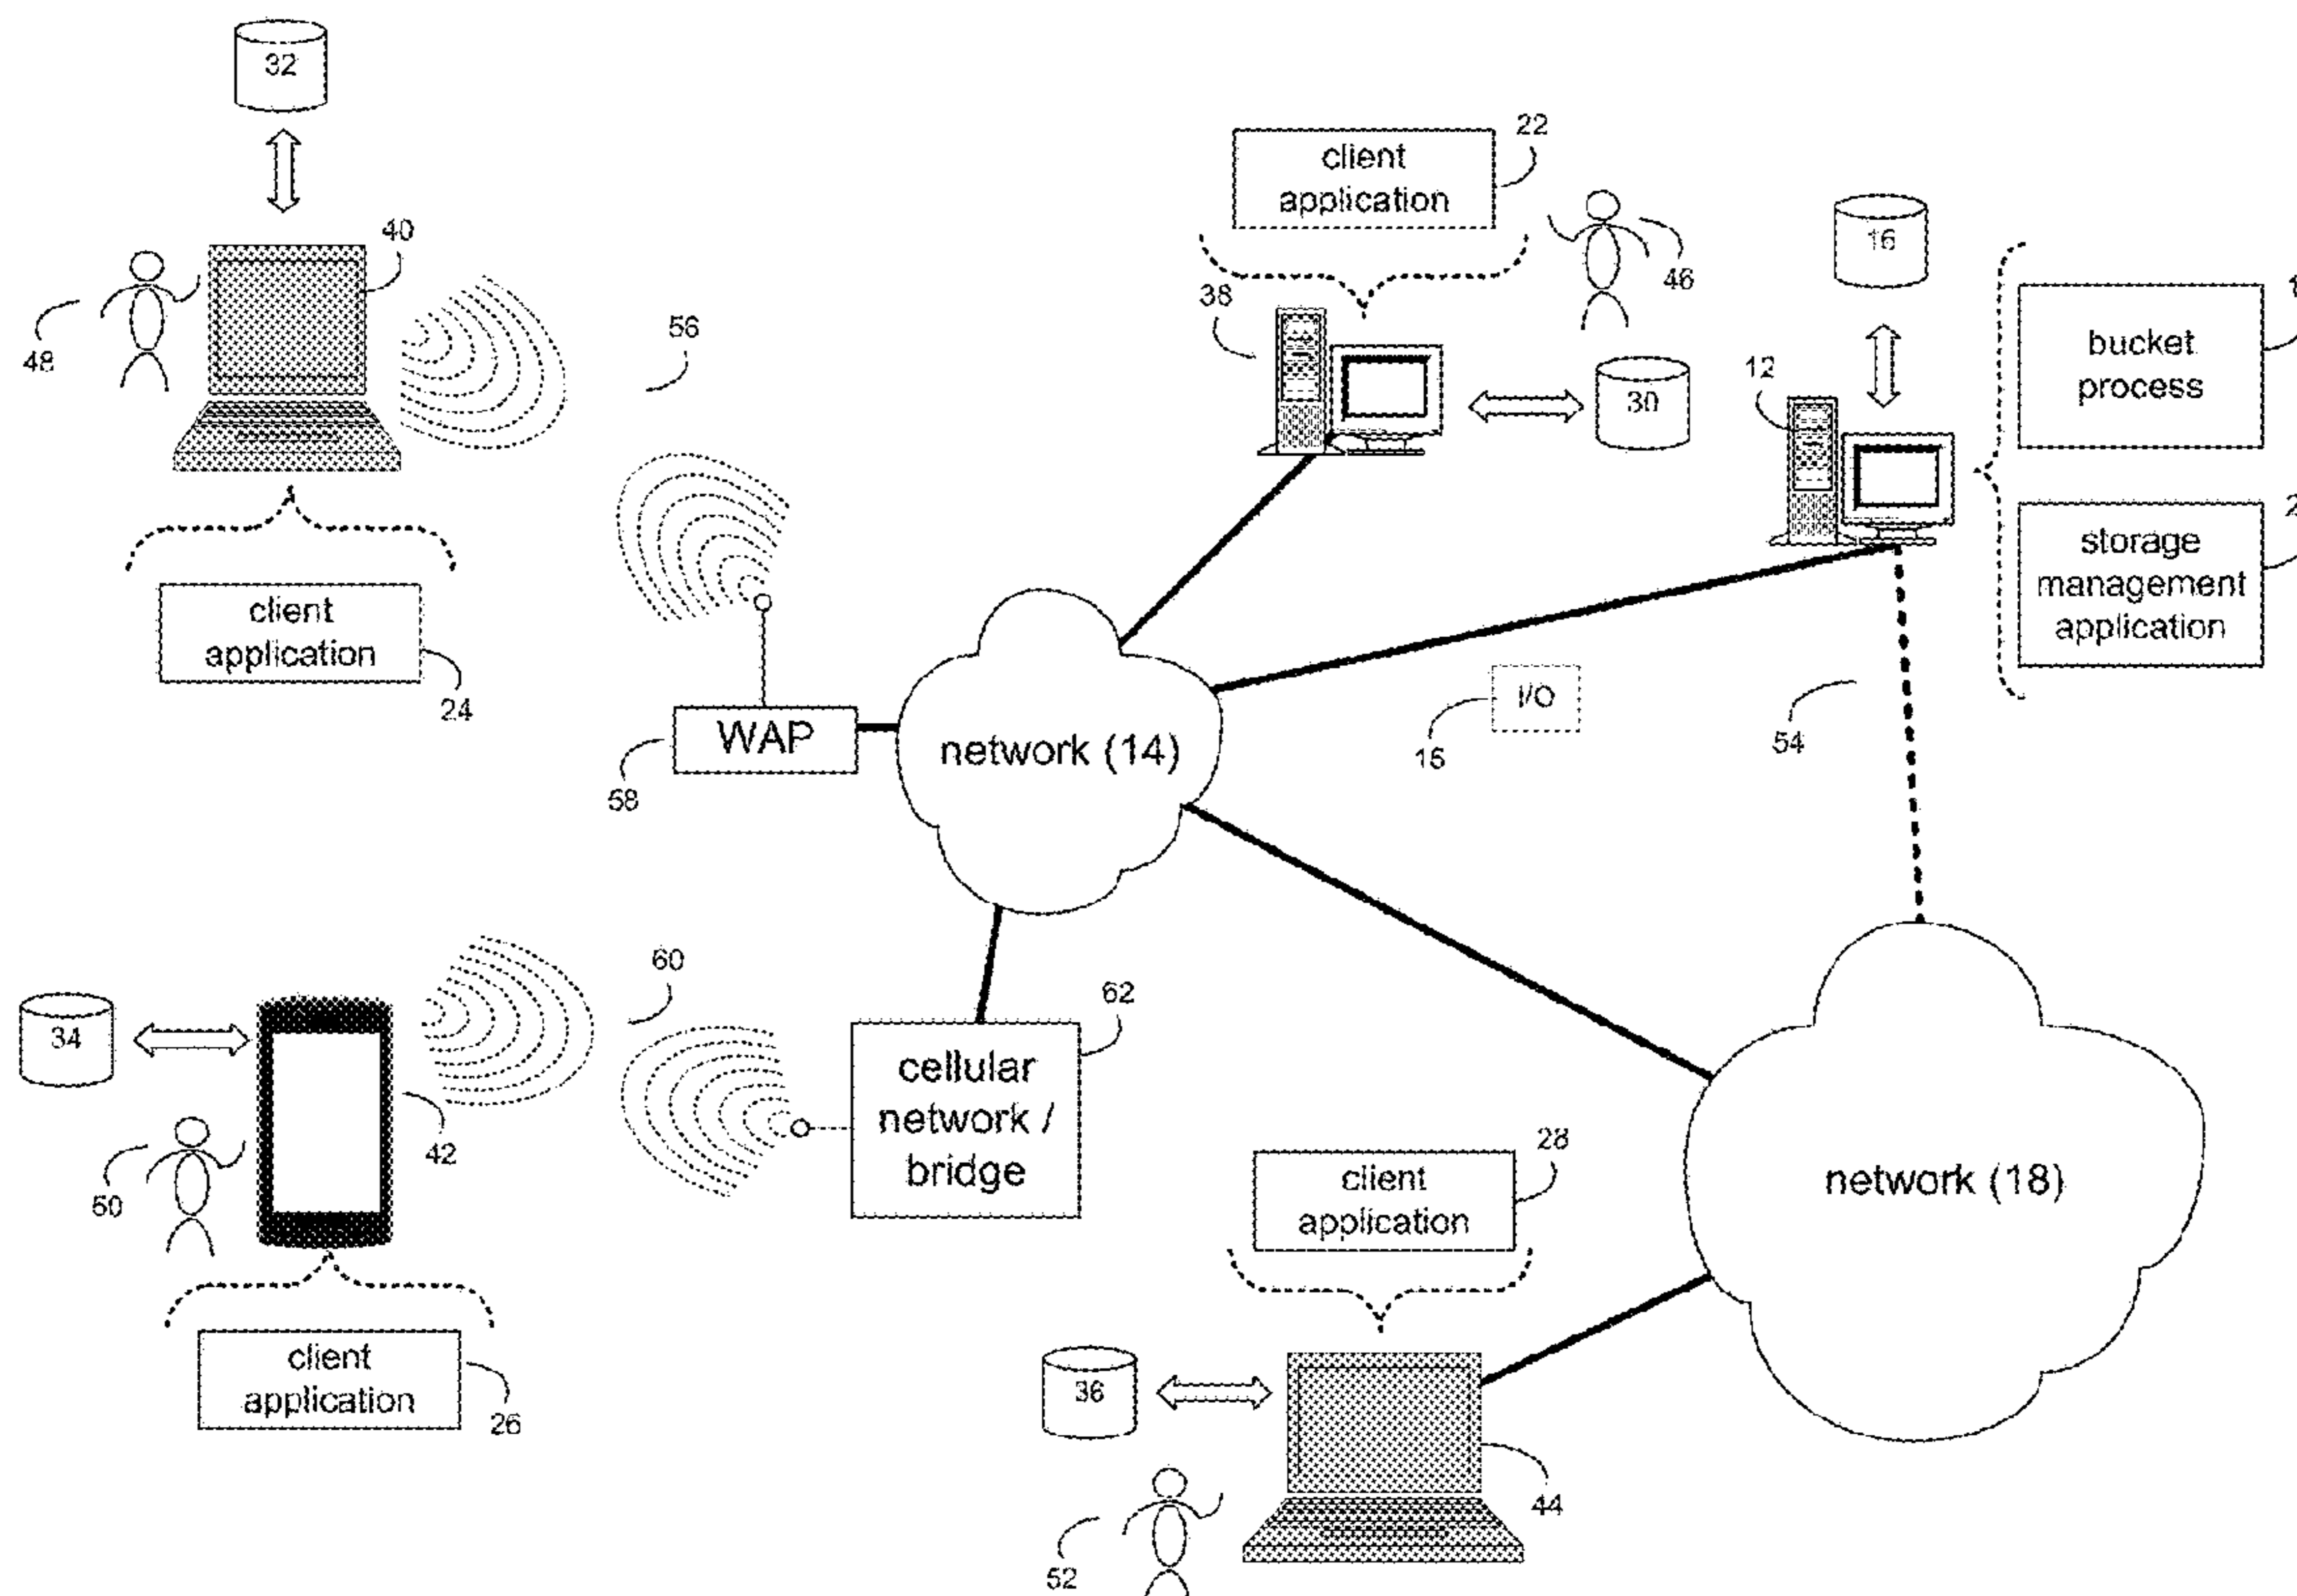 32
40
48
56
client
application
24
22
client
application
46
38
30
16
12
bucket
process
storage
management
application
54
I/O
15
WAP
58
network (14)
60
34
42
50
62
cellular
network /
bridge
client
application
26
28
client
application
network (18)
36
44
52